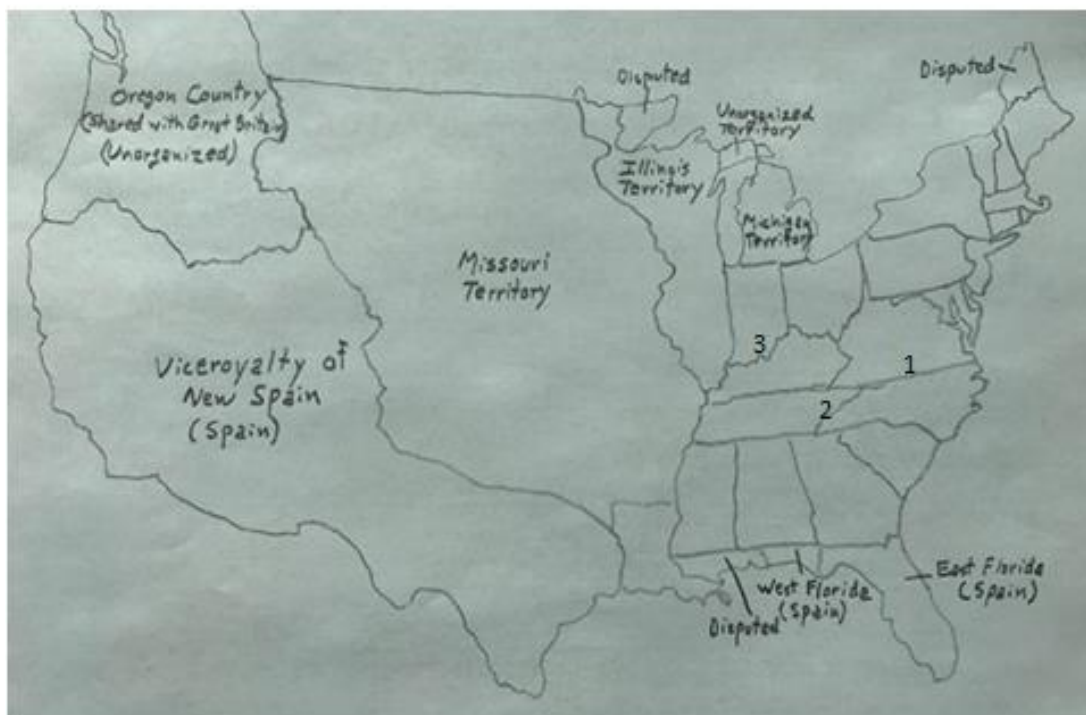 Disputed
Disputed
Oregon Country
(Shared with Great Britain)
(Unorganized)
Unorganized
Territory
Illinois
Territory
Michigan
Territory
Missouri
Territory
3
1
Viceroyalty of
New Spain
(Spain)
2
East Florida
(Spain)
West Florida
(Spain)
Disputed